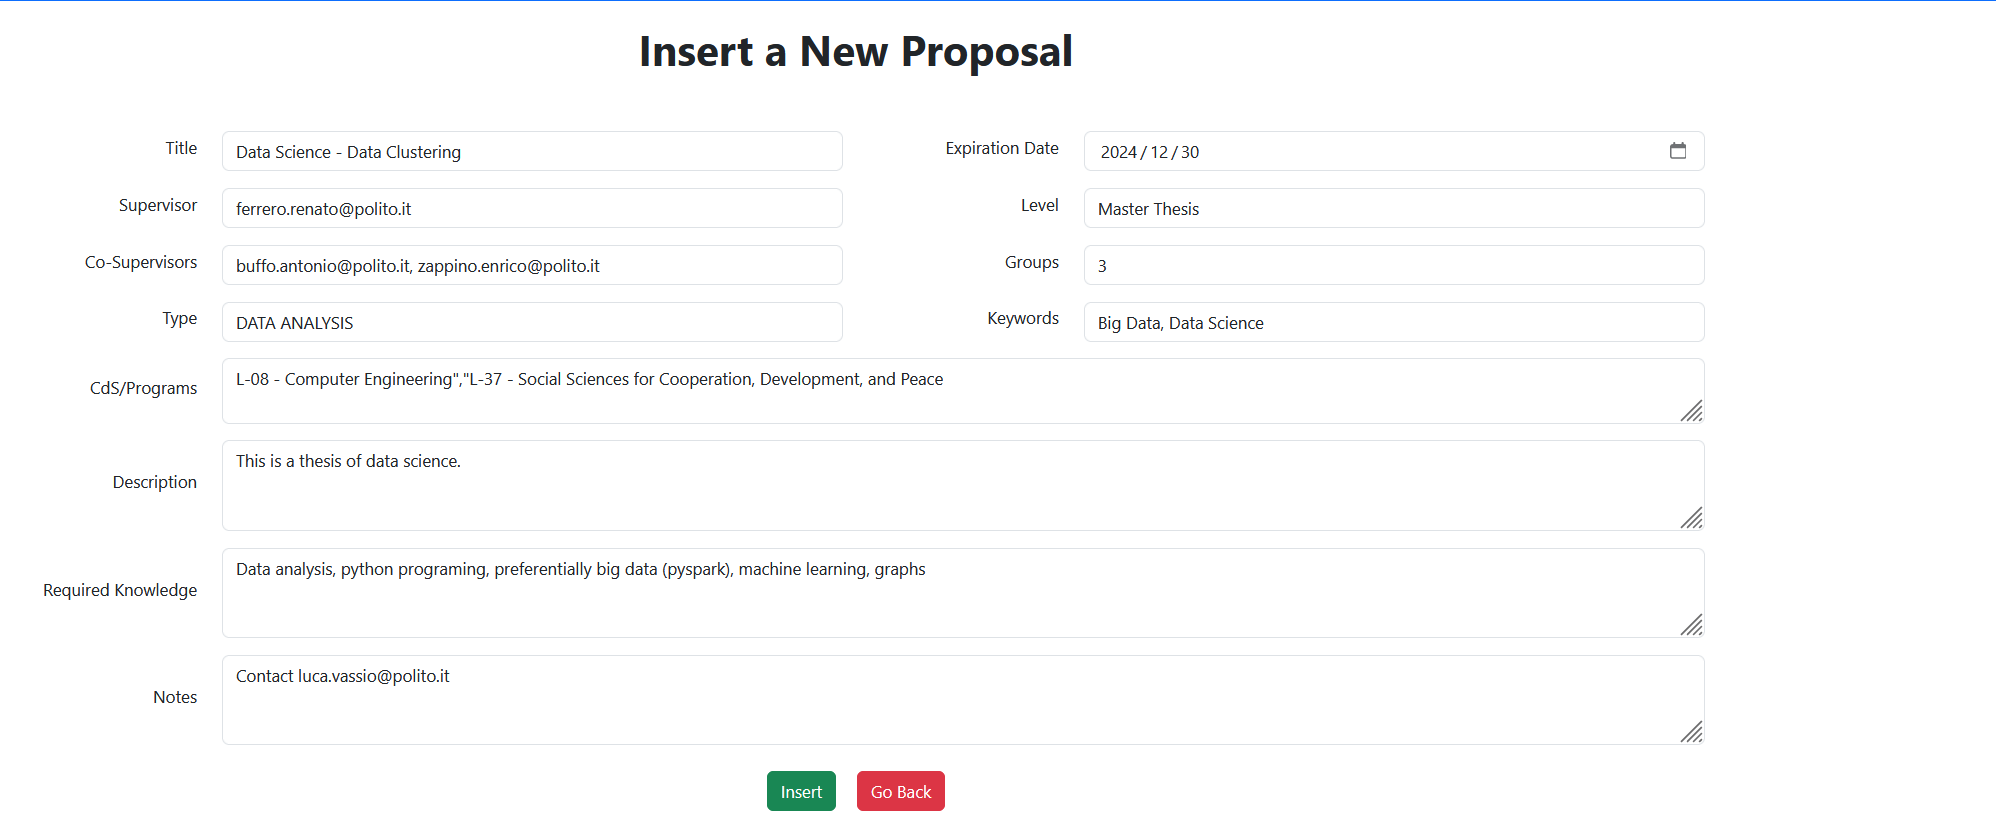 Insert a New Proposal
Title
Data Science - Data Clustering
Expiration Date
2024/12/30
Supervisor
ferrero.renato@polito.it
Level
Master Thesis
Co-Supervisors
buffo.antonio@polito.it, zappino.enrico@polito.it
Groups
3
Type
DATA ANALYSIS
Keywords
Big Data, Data Science
CdS/Programs
L-08 - Computer Engineering","L-37 - Social Sciences for Cooperation, Development, and Peace
Description
This is a thesis of data science.
Required Knowledge
Data analysis, python programing, preferentially big data (pyspark), machine learning, graphs
Notes
Contact luca.vassio@polito.it
Insert
Go Back